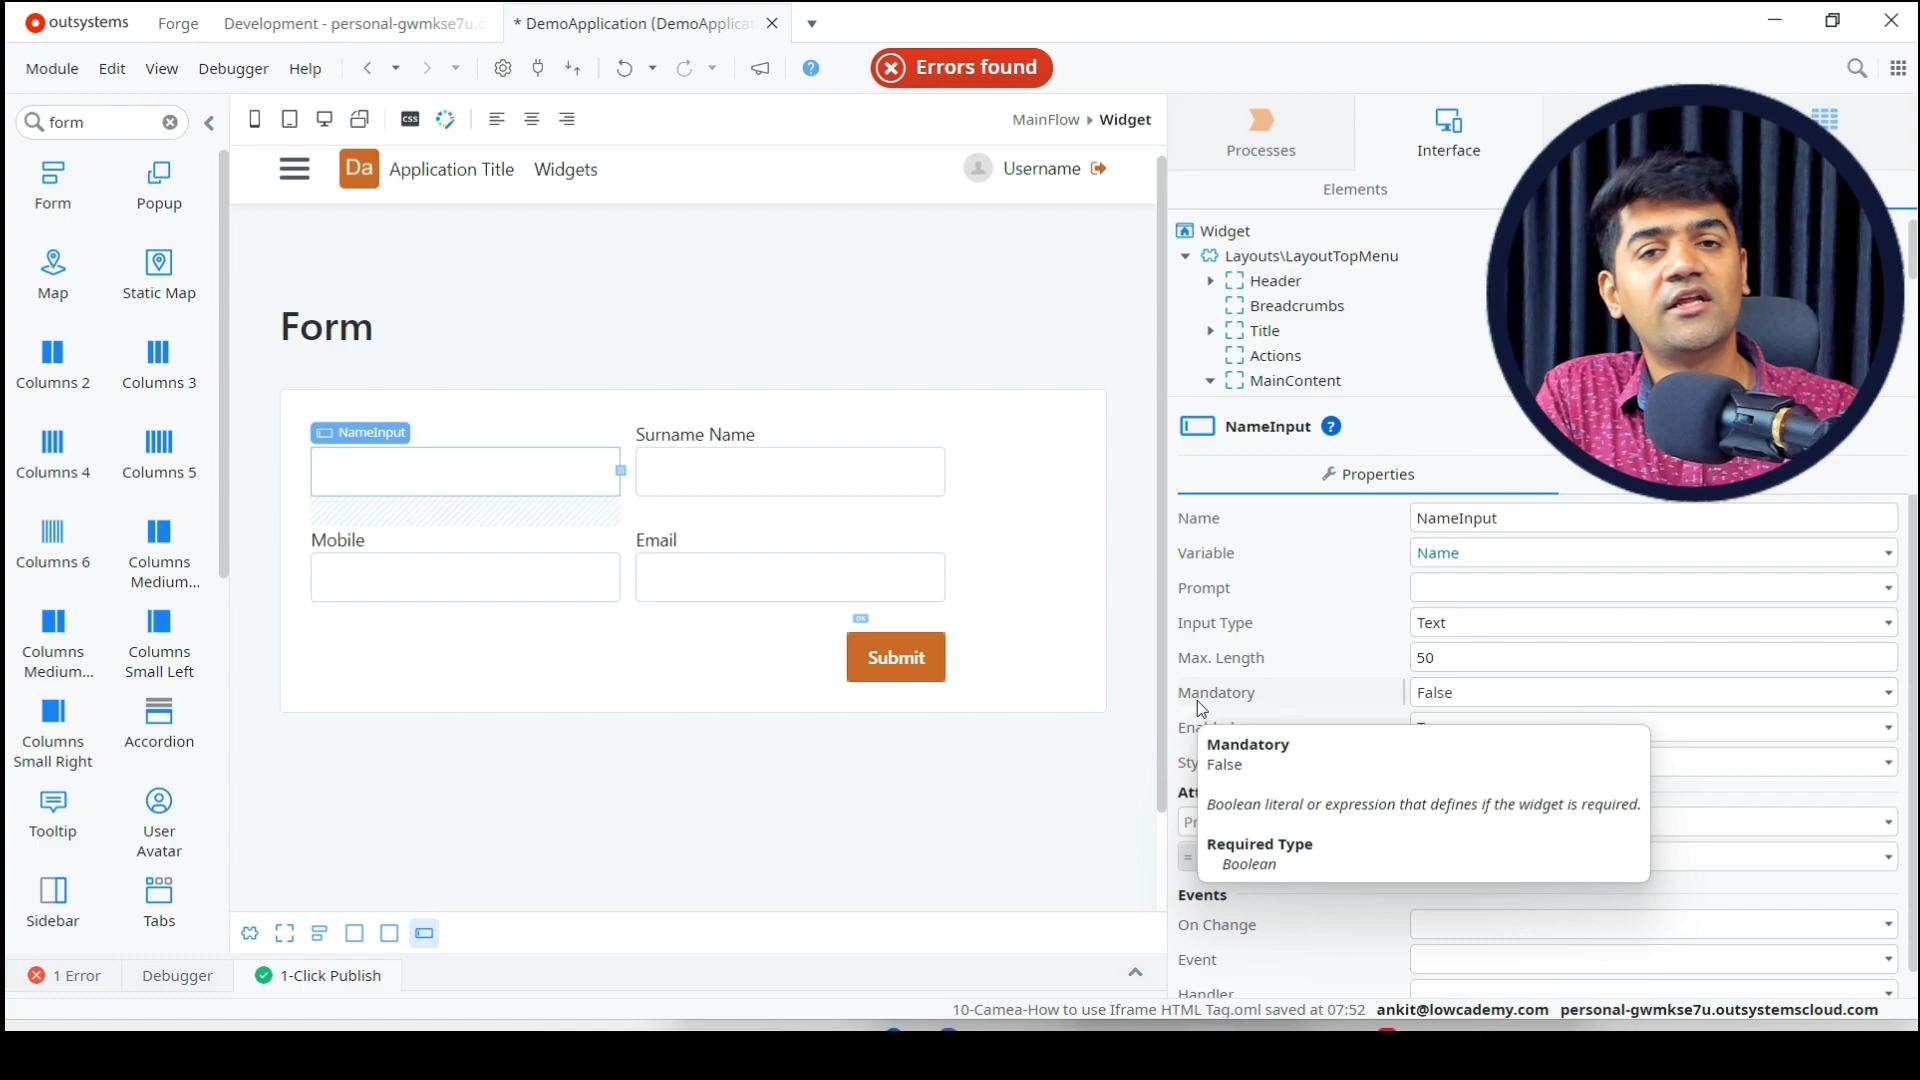 outsystems Forge Development - personal-gwmkse7u.o * DemoApplication (DemoApplicat
Module Edit View Debugger Help Errors found
form
CSS
MainFlow Widget
Processes
Interface
Da Application Title Widgets Username
Elements
Form
Popup
Widget
Layouts\LayoutTopMenu
Header
Breadcrumbs
Title
Actions
MainContent
Map
Static Map
Form
Columns 2
Columns 3
NameInput
Surname Name
NameInput ?
Columns 4
Columns 5
Properties
Name NameInput
Mobile
Email
Variable Name
Columns 6
Columns Medium...
Prompt
Input Type Text
OK
Submit
Max. Length 50
Columns Medium...
Columns Small Left
Mandatory False
Columns Small Right
Accordion
Mandatory
False
Boolean literal or expression that defines if the widget is required.
Required Type
Boolean
Tooltip
User Avatar
Events
On Change
Sidebar
Tabs
Event
Handler
1 Error Debugger 1-Click Publish
10-Camea-How to use Iframe HTML Tag.oml saved at 07:52 ankit@lowcademy.com personal-gwmkse7u.outsystemscloud.com